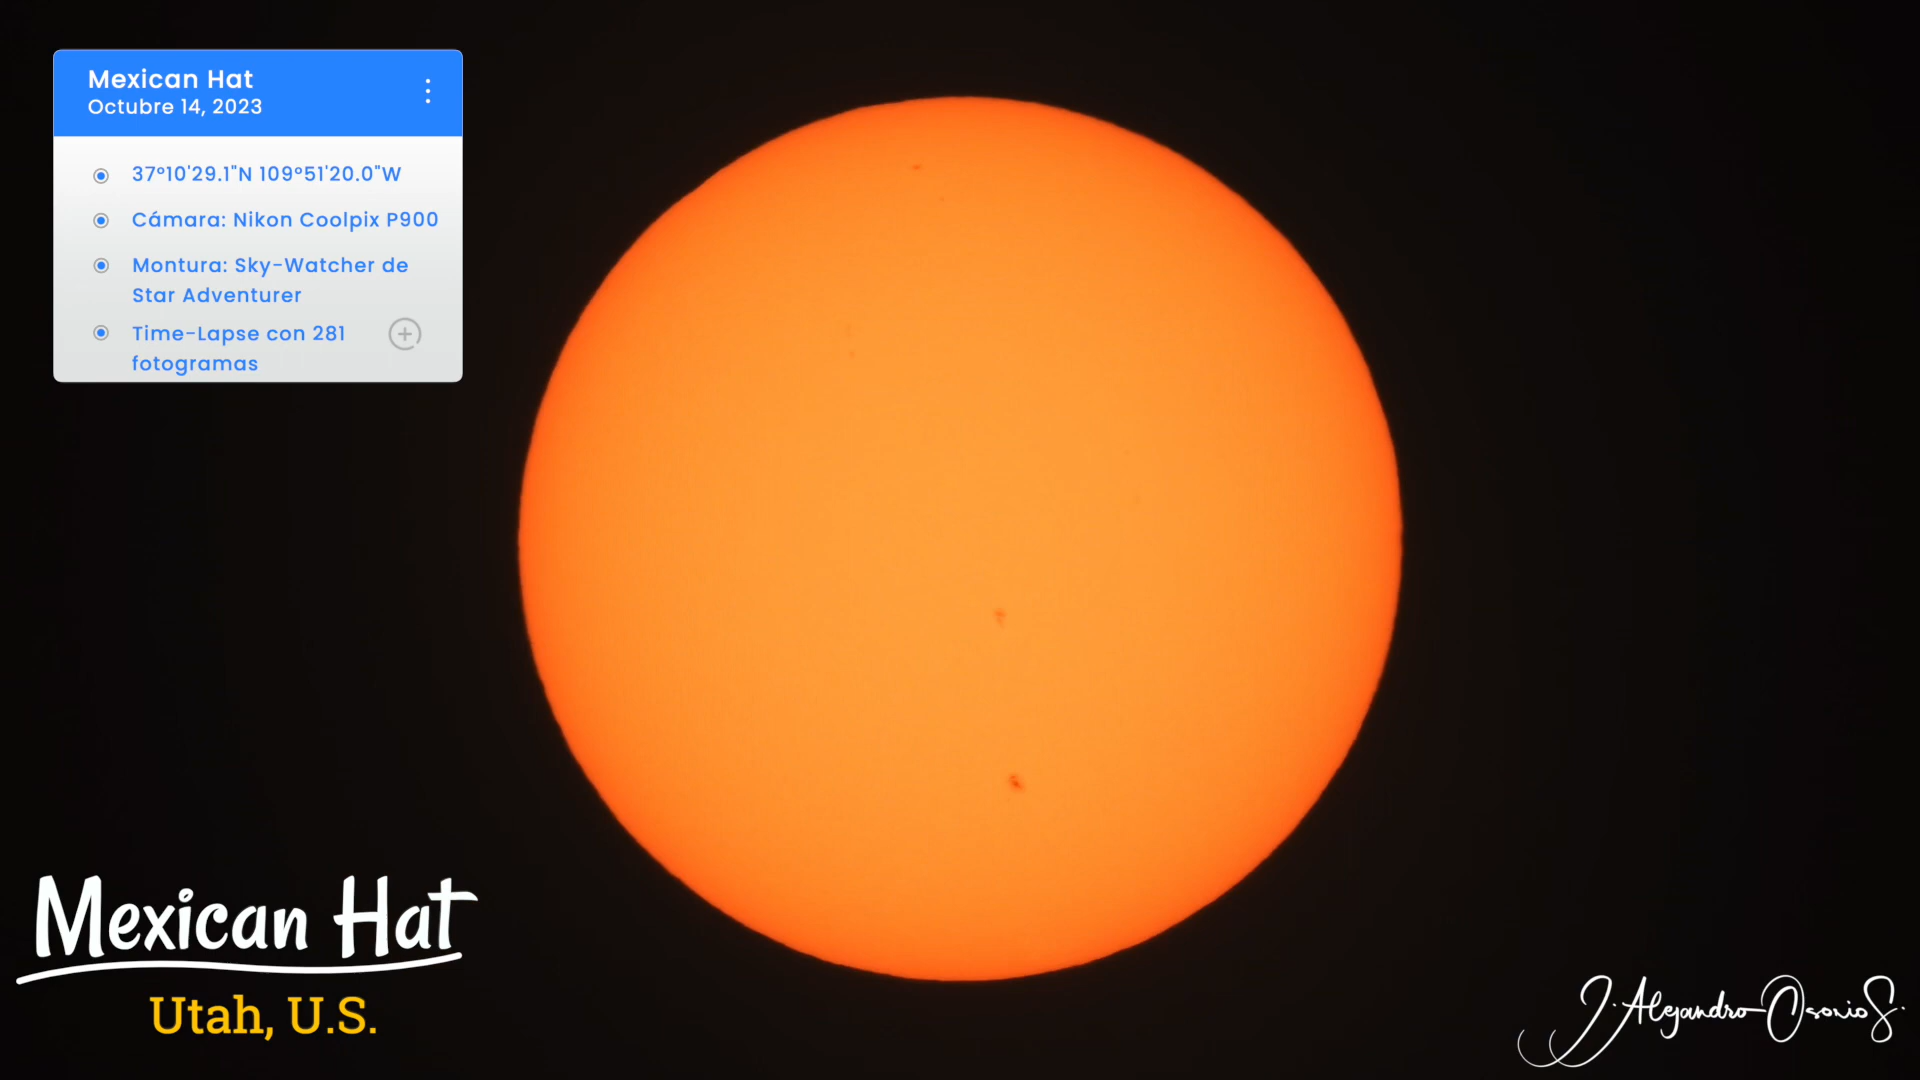 Mexican Hat
Octubre 14, 2023
37°10'29.1"N 109°51'20.0"W
Cámara: Nikon Coolpix P900
Montura: Sky-Watcher de
Star Adventurer
Time-Lapse con 281
fotogramas
Mexican Hat
Utah, U.S.
J. Alejandro Osorio S.